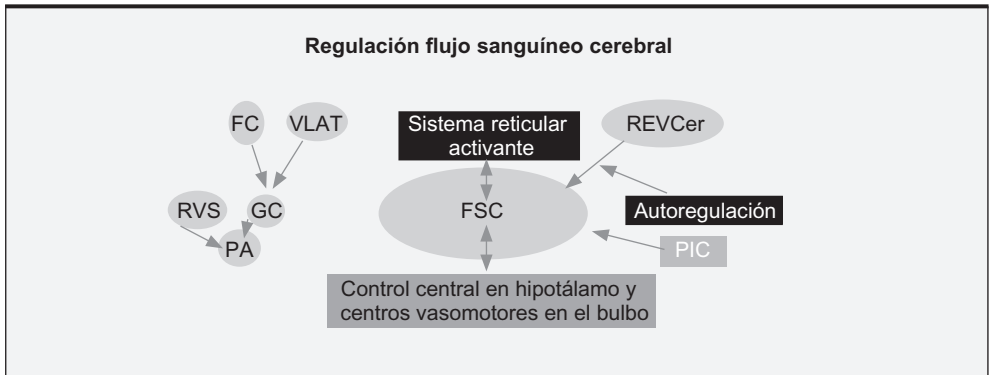 Regulación flujo sanguíneo cerebral
FC
VLAT
Sistema reticular
activante
REVCer
RVS
GC
FSC
Autoregulación
PA
PIC
Control central en hipotálamo y
centros vasomotores en el bulbo